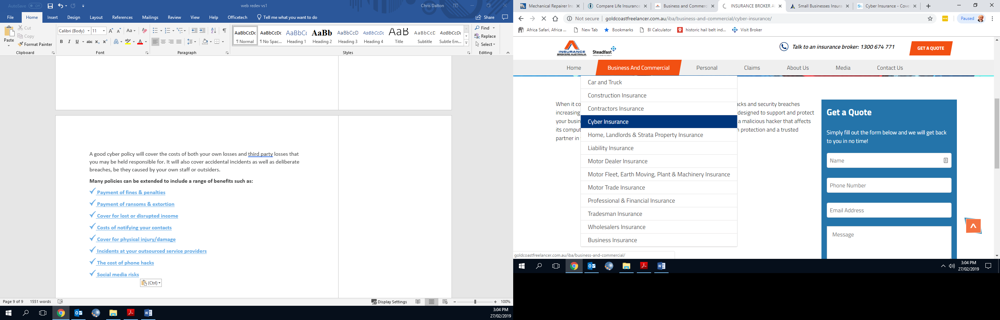 AutoSave Off
web redev vs1
Chris Dalton
File Home Insert Design Layout References Mailings Review View Help Officetech Tell me what you want to do Share
Paste
Cut
Copy
Format Painter
Clipboard
Calibri (Body) 11
Font
Paragraph
AaBbCcDc AaBbCcDc AaBbCc AaBb AaBbCcD AaBbCcDc AaB AaBbCcC AaBbCcDc
¶ Normal ¶ No Spac... Heading 1 Heading 2 Heading 3 Heading 4 Title Subtitle Subtle Em...
Styles
Find
Replace
Select
Editing
A good cyber policy will cover the costs of both your own losses and third party losses that
you may be held responsible for. It will also cover accidental incidents as well as deliberate
breaches, be they caused by your own staff or outsiders.
Many policies can be extended to include a range of benefits such as:
Payment of fines & penalties
Payment of ransoms & extortion
Cover for lost or disrupted income
Costs of notifying your contacts
Cover for physical injury/damage
Incidents at your outsourced service providers
The cost of phone hacks
Social media risks
(Ctrl)
Page 9 of 9 1551 words
Display Settings
100%
3:04 PM
27/02/2019
Mechanical Repairer Ins Compare Life Insurance Business and Commerc INSURANCE BROKER A Small Businesses Insura Cyber Insurance - Cove
Not secure goldcoastfreelancer.com.au/iba/business-and-commercial/cyber-insurance/
Paused
Africa Safari, Africa ... New Tab Bookmarks BI Calculator historic hail belt ind... Visit Broker
INSURANCE
BROKERS AUSTRALIA
Steadfast
Talk to an insurance broker: 1300 674 771
GET A QUOTE
Home Business And Commercial Personal Claims About Us Media Contact Us
Car and Truck
Construction Insurance
Contractors Insurance
Cyber Insurance
Home, Landlords & Strata Property Insurance
Liability Insurance
Motor Dealer Insurance
Motor Fleet, Earth Moving, Plant & Machinery Insurance
Motor Trade Insurance
Professional & Financial Insurance
Tradesman Insurance
Wholesalers Insurance
Business Insurance
When it co acks and security breaches
increasing designed to support and protect
your busin a malicious hacker that affects
its comput protection and a trusted
partner in
Get a Quote
Simply fill out the form below and we will get back
to you in no time!
Name
Phone Number
Email Address
Message
goldcoastfreelancer.com.au/iba/business-and-commercial/
3:04 PM
27/02/2019